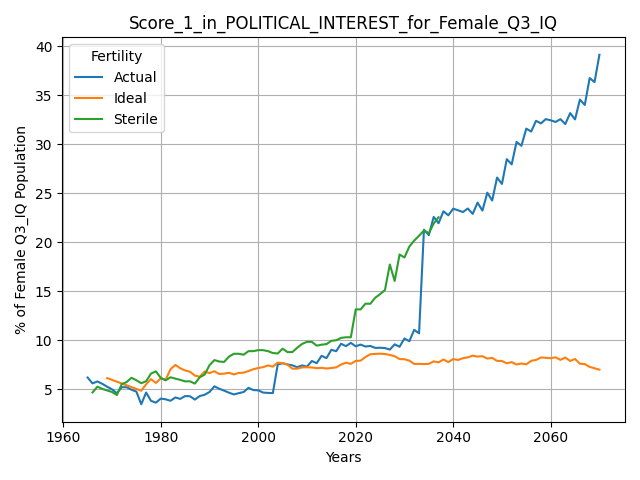 Score_1_in_POLITICAL_INTEREST_for_Female_Q3_IQ
% of Female Q3_IQ Population
40
35
30
25
20
15
10
5
Fertility
Actual
Ideal
Sterile
1960 1980 2000 2020 2040 2060
Years